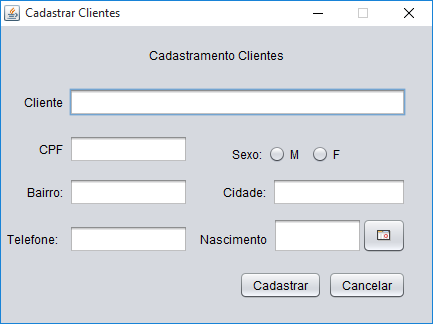 Cadastrar Clientes
Cadastramento Clientes
Cliente
CPF
Sexo: M F
Bairro: Cidade:
Telefone: Nascimento
Cadastrar Cancelar